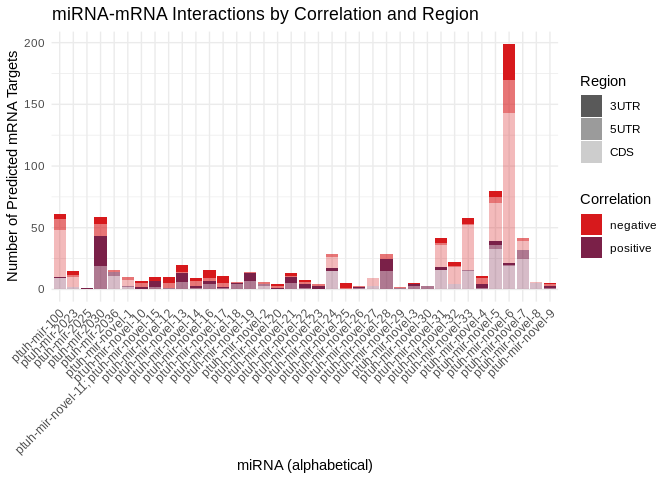 miRNA-mRNA Interactions by Correlation and Region
Number of Predicted mRNA Targets
200
150
100
50
0
ptuh-mir-100
ptuh-mir-2023
ptuh-mir-2025
ptuh-mir-2030
ptuh-mir-2036
ptuh-mir-novel-1
ptuh-mir-novel-10
ptuh-mir-novel-11; ptuh-mir-novel-15
ptuh-mir-novel-12
ptuh-mir-novel-13
ptuh-mir-novel-14
ptuh-mir-novel-16
ptuh-mir-novel-17
ptuh-mir-novel-18
ptuh-mir-novel-19
ptuh-mir-novel-2
ptuh-mir-novel-20
ptuh-mir-novel-21
ptuh-mir-novel-22
ptuh-mir-novel-23
ptuh-mir-novel-24
ptuh-mir-novel-25
ptuh-mir-novel-26
ptuh-mir-novel-27
ptuh-mir-novel-28
ptuh-mir-novel-29
ptuh-mir-novel-3
ptuh-mir-novel-30
ptuh-mir-novel-31
ptuh-mir-novel-32
ptuh-mir-novel-33
ptuh-mir-novel-4
ptuh-mir-novel-5
ptuh-mir-novel-6
ptuh-mir-novel-7
ptuh-mir-novel-8
ptuh-mir-novel-9
miRNA (alphabetical)
Region
3UTR
5UTR
CDS
Correlation
negative
positive